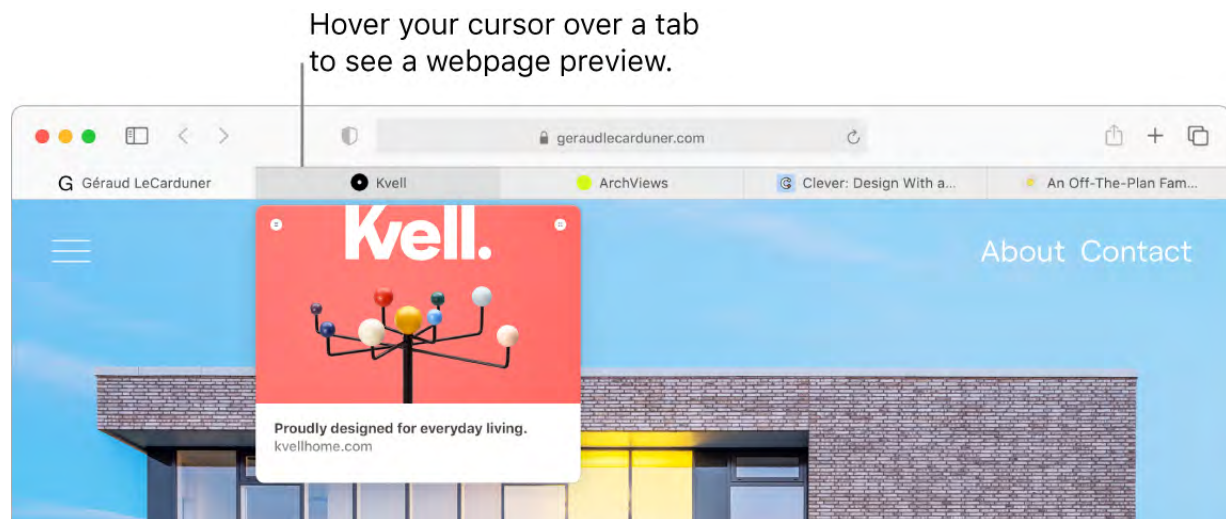 Hover your cursor over a tab
to see a webpage preview.
geraudlecarduner.com
G Géraud LeCarduner
Kvell
ArchViews
Clever: Design With a...
An Off-The-Plan Fam...
Kvell.
About Contact
Proudly designed for everyday living.
kvellhome.com